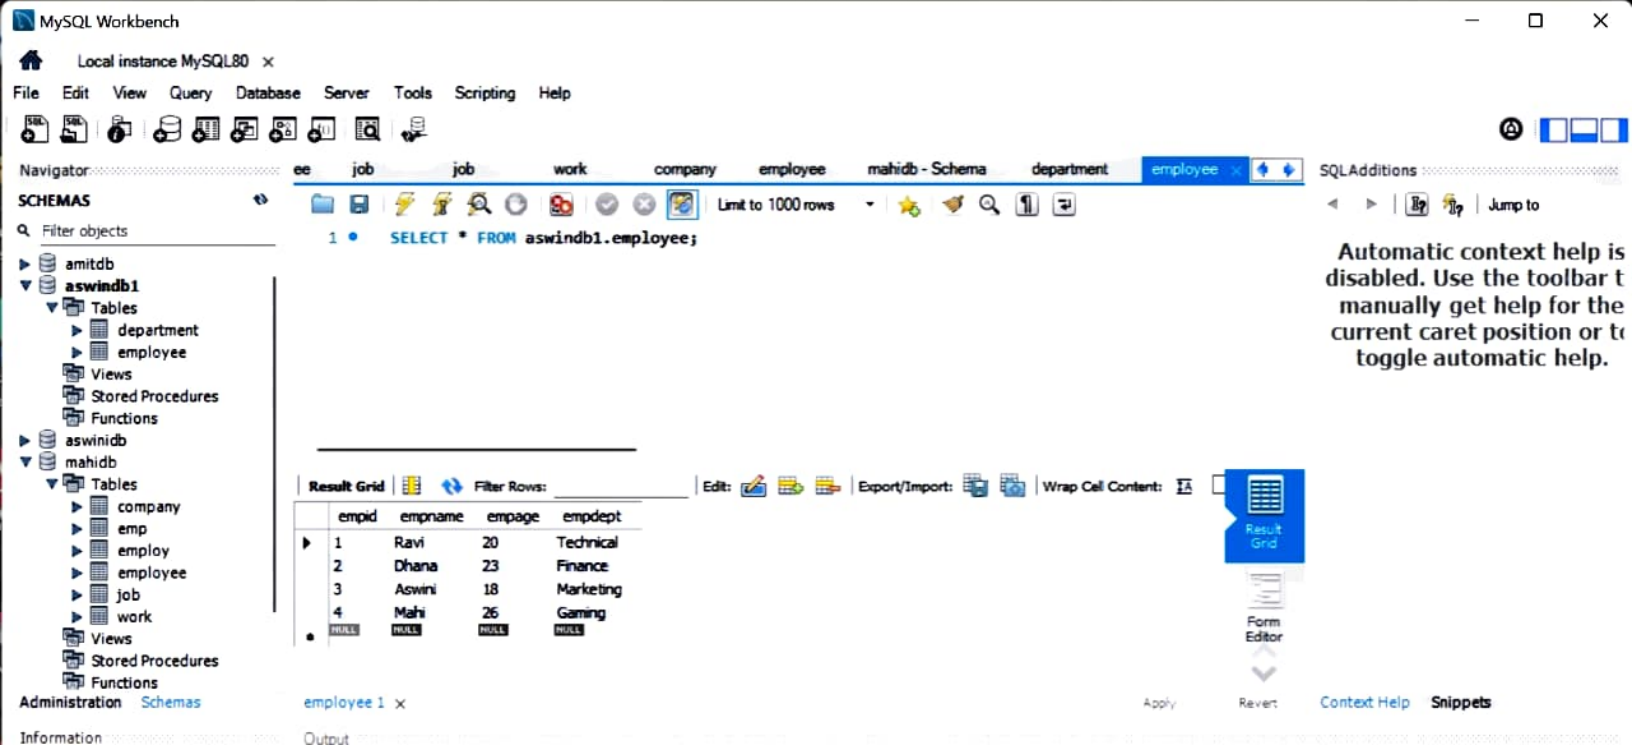 MySQL Workbench
Local instance MySQL80
File Edit View Query Database Server Tools Scripting Help
Navigator
SCHEMAS
Filter objects
amitdb
aswindb1
Tables
department
employee
Views
Stored Procedures
Functions
aswinidb
mahidb
Tables
company
emp
employ
employee
job
work
Views
Stored Procedures
Functions
Administration Schemas
Information
ee job job work company employee mahidb - Schema department employee
Limit to 1000 rows
1 SELECT * FROM aswindb1.employee;
Result Grid Filter Rows: Edit: Export/Import: Wrap Cell Content:
empid empname empage empdept
1 Ravi 20 Technical
2 Dhana 23 Finance
3 Aswini 18 Marketing
4 Mahi 26 Gaming
NULL NULL NULL NULL
Result
Grid
Form
Editor
employee 1 Apply Revert
Output
SQLAdditions
Jump to
Automatic context help is
disabled. Use the toolbar t
manually get help for the
current caret position or to
toggle automatic help.
Context Help Snippets